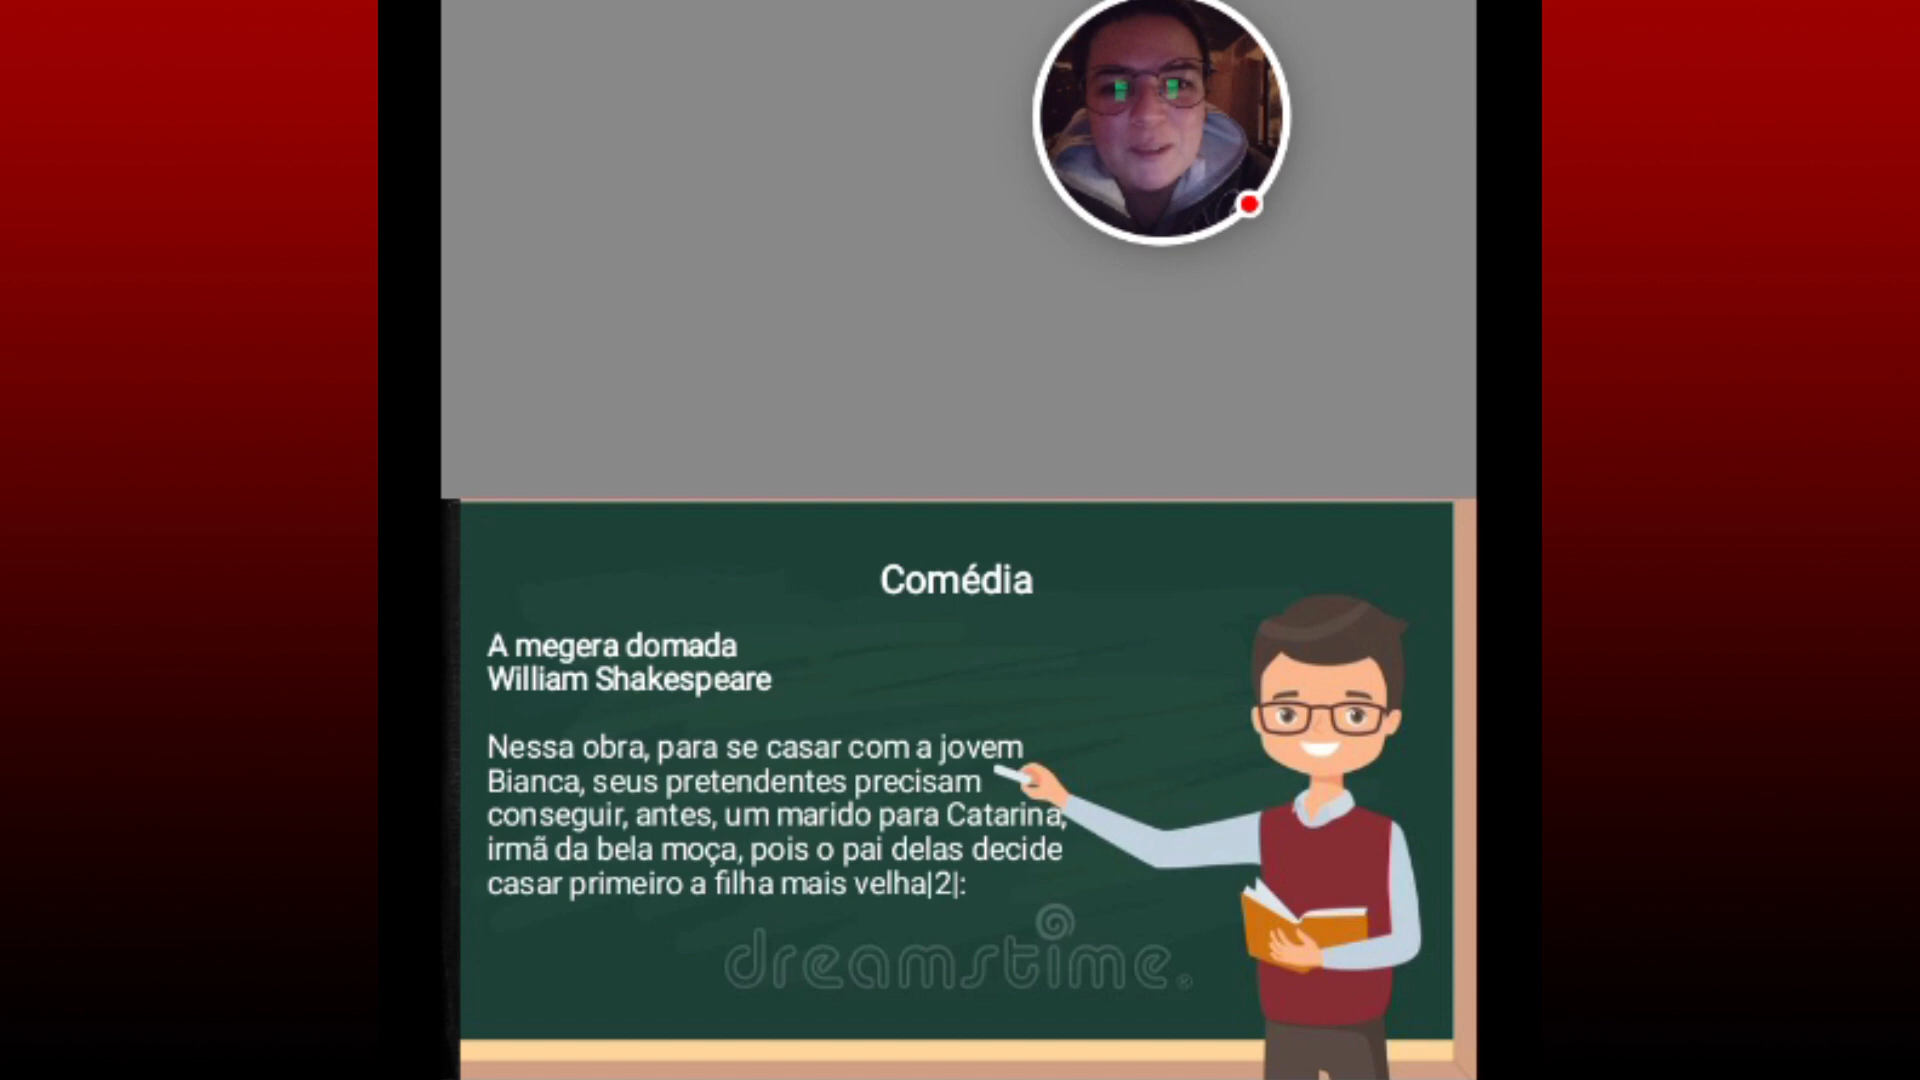 Comédia
A megera domada
William Shakespeare
Nessa obra, para se casar com a jovem
Bianca, seus pretendentes precisam
conseguir, antes, um marido para Catarina,
irmã da bela moça, pois o pai delas decide
casar primeiro a filha mais velha|2|:
dreamstime.